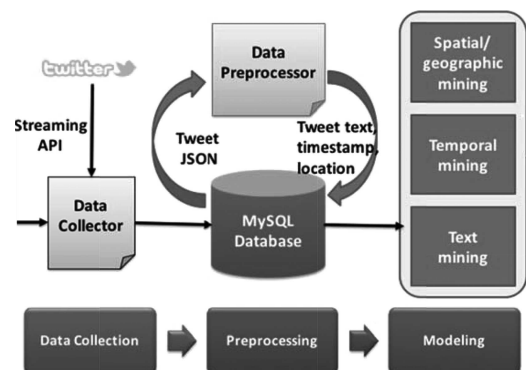 twitter
Streaming
API
Data
Collector
Tweet
JSON
Data
Preprocessor
Tweet text,
timestamp,
location
MySQL
Database
Spatial/
geographic
mining
Temporal
mining
Text
mining
Data Collection
Preprocessing
Modeling